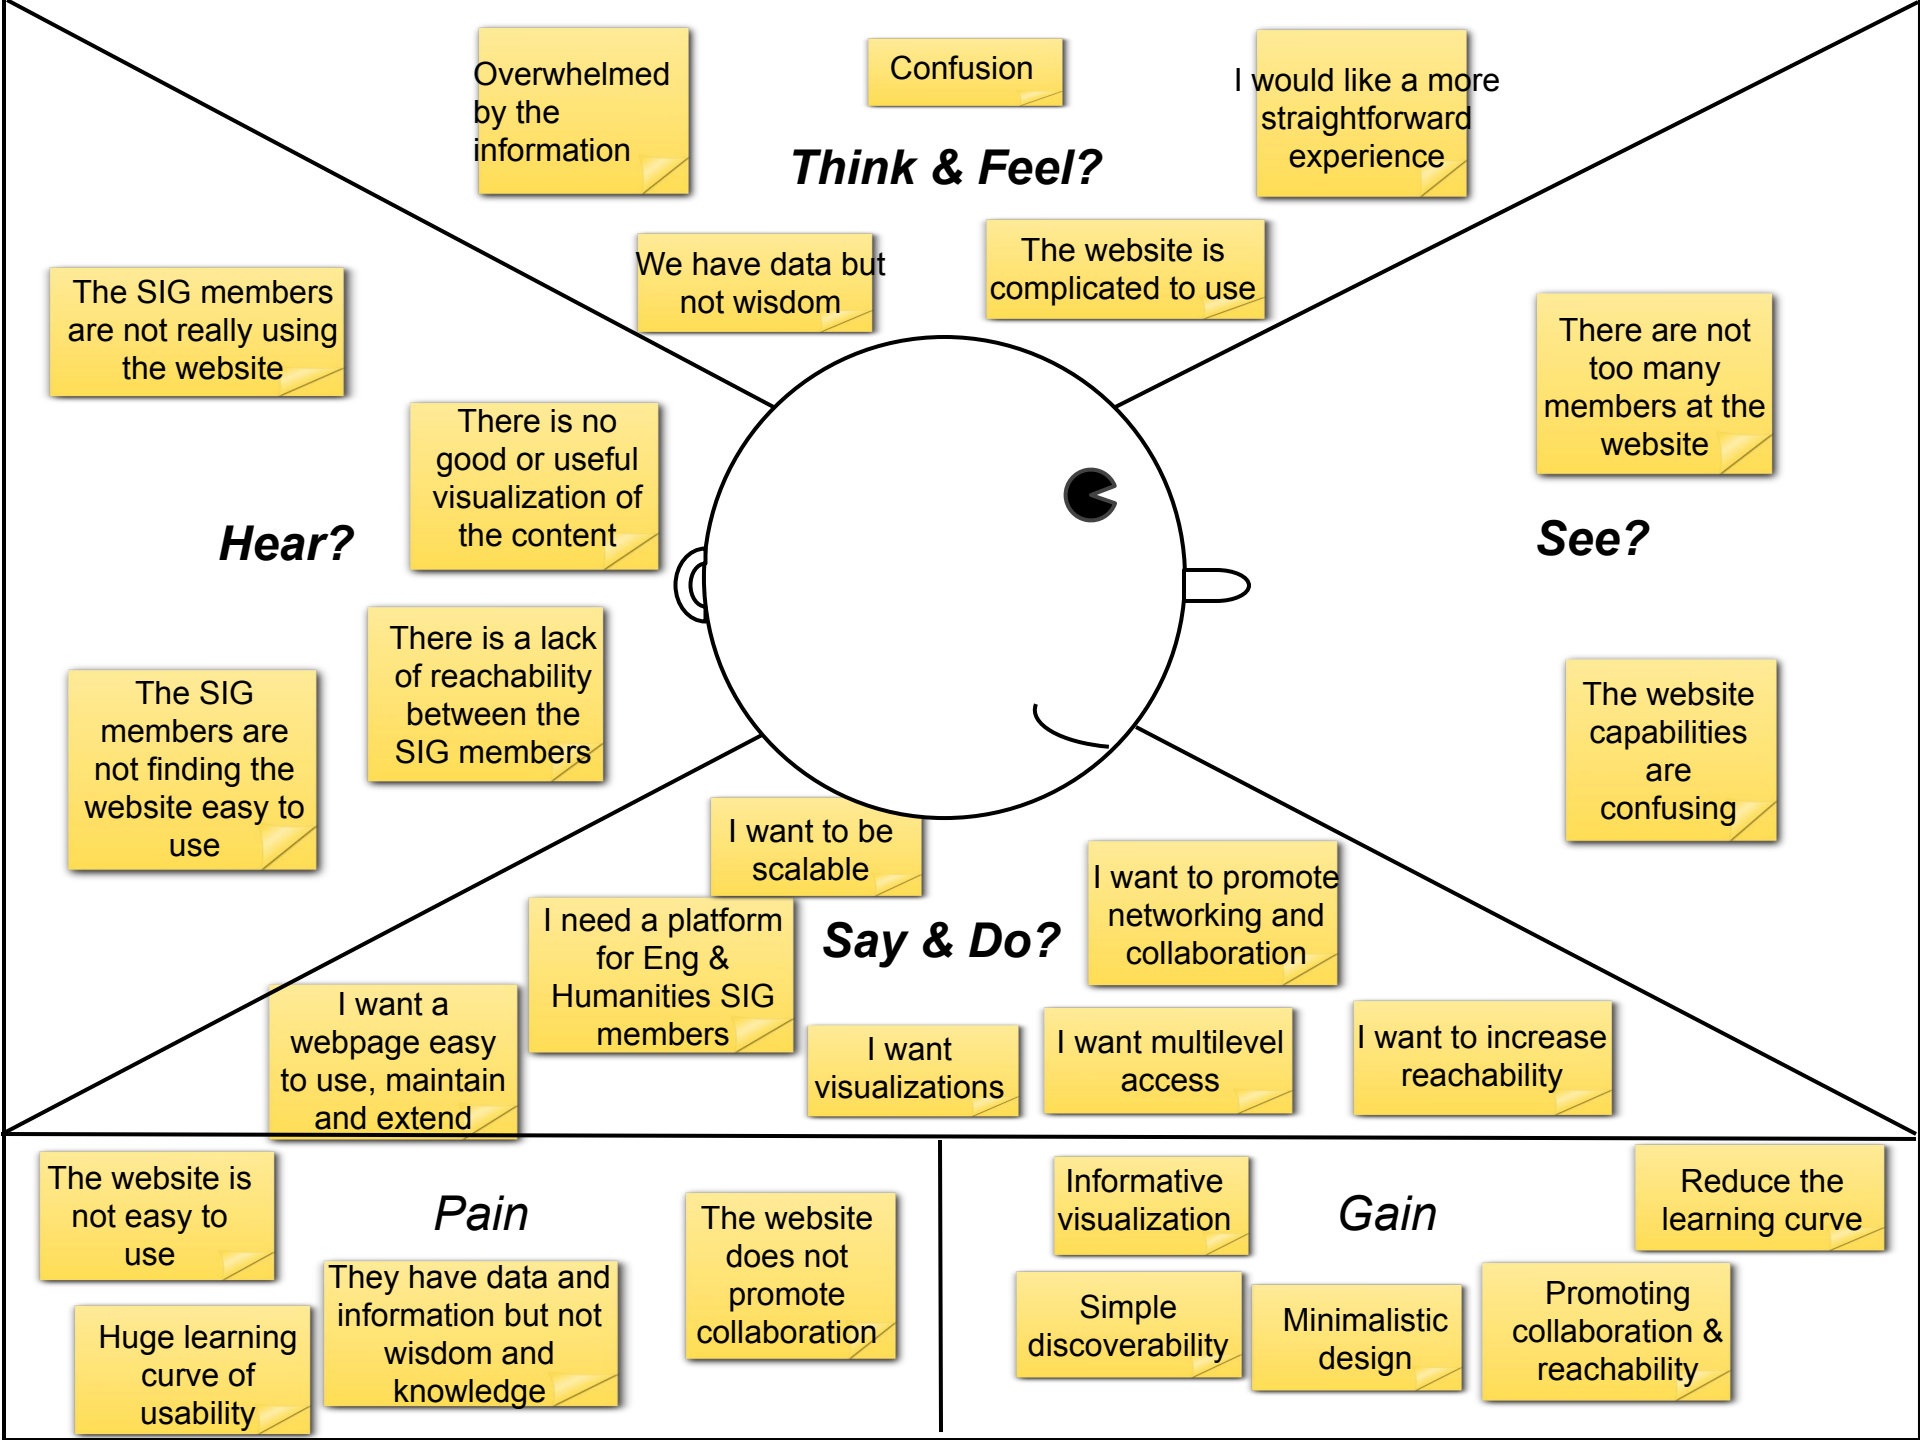 Overwhelmed
by the
information
Confusion
I would like a more
straightforward
experience
Think & Feel?
We have data but
not wisdom
The website is
complicated to use
The SIG members
are not really using
the website
There is no
good or useful
visualization of
the content
Hear?
There is a lack
of reachability
between the
SIG members
The SIG
members are
not finding the
website easy to
use
There are not
too many
members at the
website
See?
The website
capabilities
are
confusing
I want to be
scalable
I need a platform
for Eng &
Humanities SIG
members
Say & Do?
I want to promote
networking and
collaboration
I want a
webpage easy
to use, maintain
and extend
I want
visualizations
I want multilevel
access
I want to increase
reachability
The website is
not easy to
use
Pain
The website
does not
promote
collaboration
Huge learning
curve of
usability
They have data and
information but not
wisdom and
knowledge
Informative
visualization
Gain
Reduce the
learning curve
Simple
discoverability
Minimalistic
design
Promoting
collaboration &
reachability